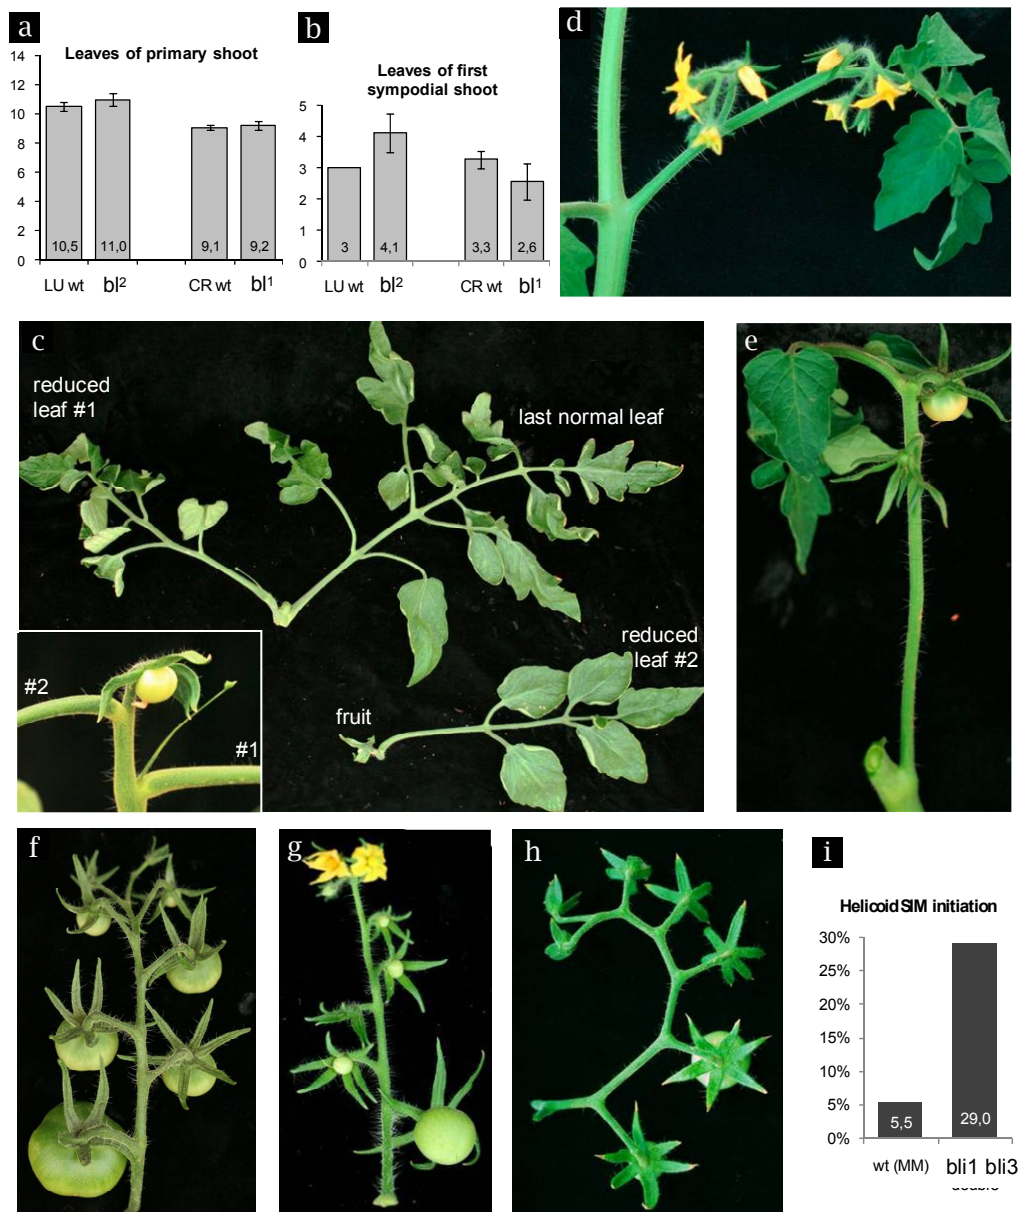 a
Leaves of primary shoot
14
12
10
8
6
4
2
0
10,5
11,0
9,1
9,2
LU wt
bl²
CR wt
bl¹
b
Leaves of first
sympodial shoot
5
4
3
2
1
0
3
4,1
3,3
2,6
LU wt
bl²
CR wt
bl¹
d
c
reduced
leaf #1
last normal leaf
reduced
leaf #2
fruit
#2
#1
e
f
g
h
i
Helicoid SIM initiation
30%
25%
20%
15%
10%
5%
0%
5,5
29,0
wt (MM)
bli1 bli3